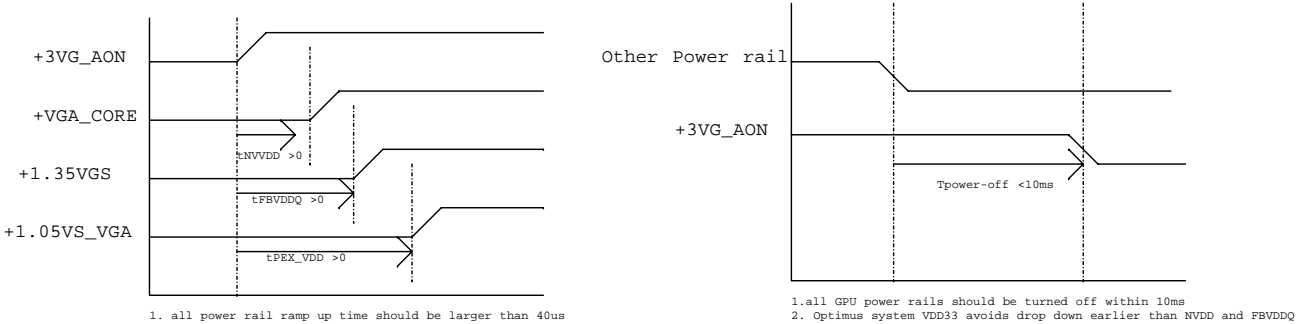 +3VG_AON
+VGA_CORE
tNVVDD >0
+1.35VGS
tFBVDDQ >0
+1.05VS_VGA
tPEX_VDD >0
1. all power rail ramp up time should be larger than 40us
Other Power rail
+3VG_AON
Tpower-off <10ms
1.all GPU power rails should be turned off within 10ms
2. Optimus system VDD33 avoids drop down earlier than NVDD and FBVDDQ